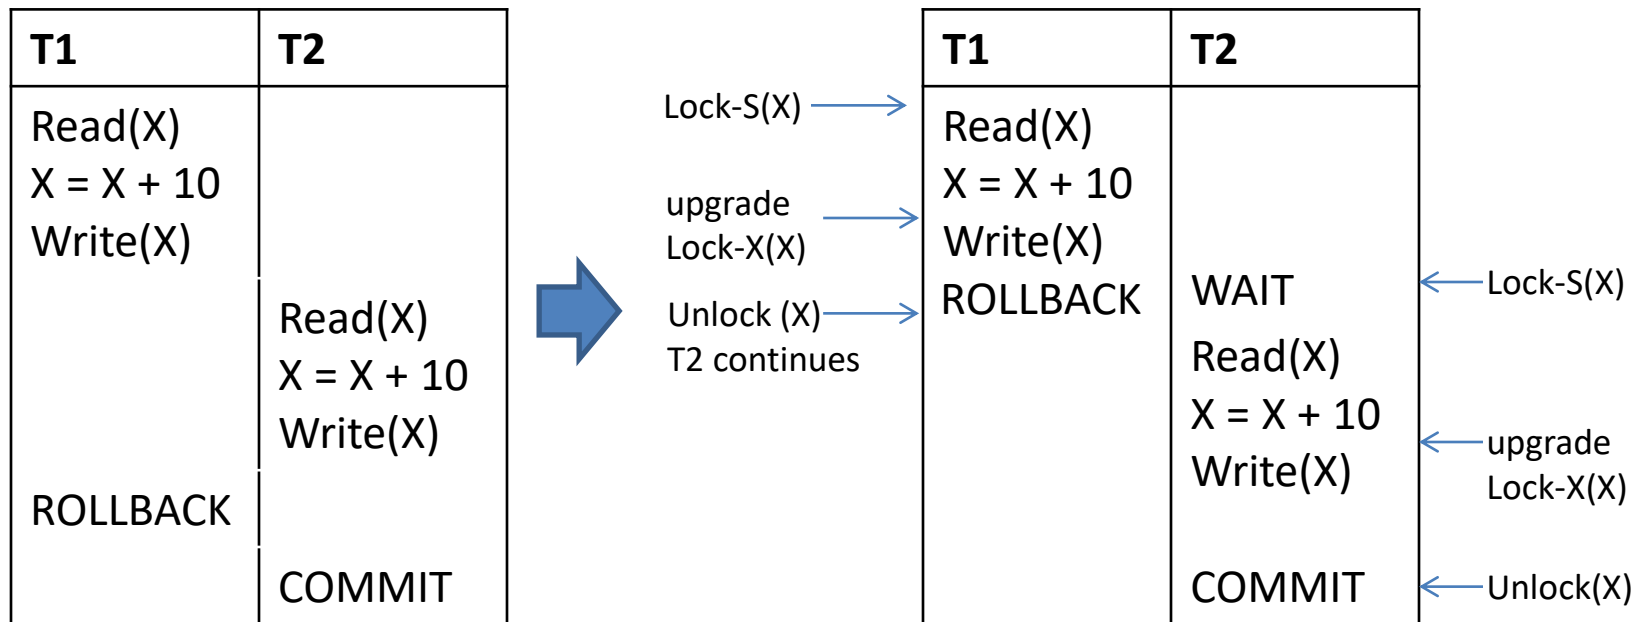 T1
T2
Read(X)
X = X + 10
Write(X)
Read(X)
X = X + 10
Write(X)
ROLLBACK
COMMIT
Lock-S(X)
upgrade
Lock-X(X)
Unlock (X)
T2 continues
T1
T2
Read(X)
X = X + 10
Write(X)
ROLLBACK
WAIT
Read(X)
X = X + 10
Write(X)
COMMIT
Lock-S(X)
upgrade
Lock-X(X)
Unlock(X)